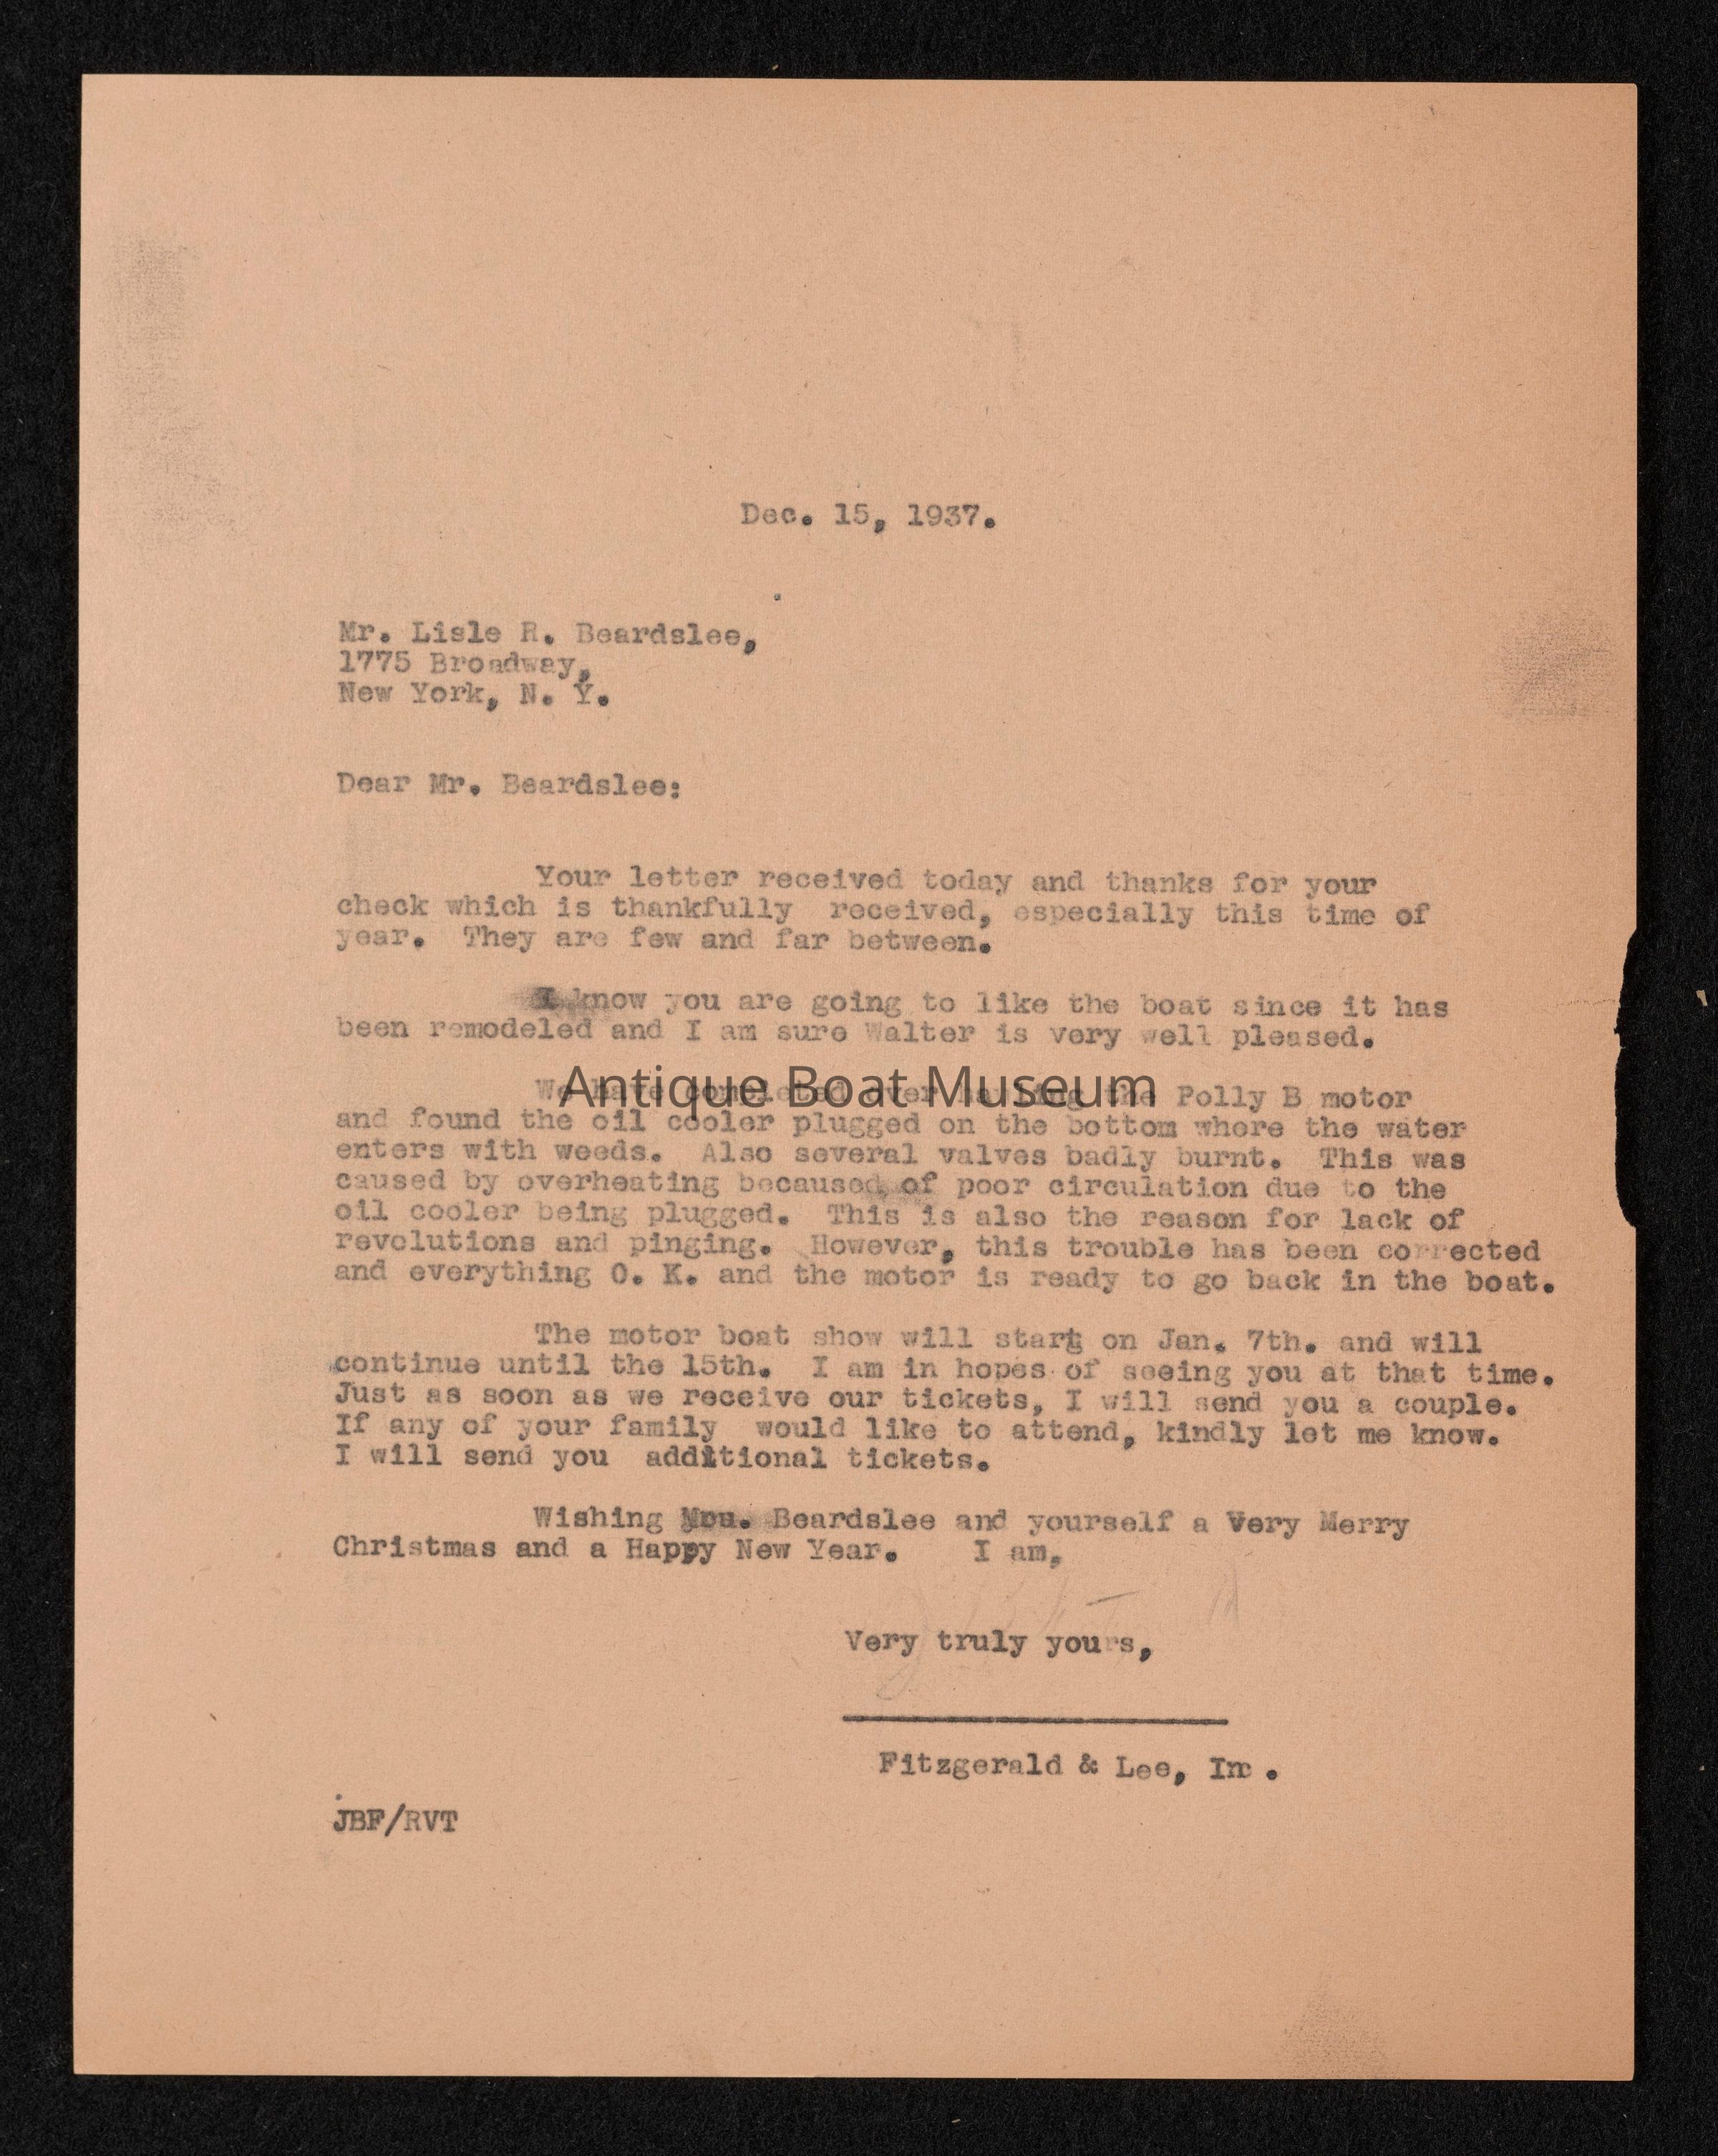 Dec. 15, 1937.
Mr. Lisle R. Beardslee,
1775 Broadway,
New York, N. Y.
Dear Mr. Beardslee:
Your letter received today and thanks for your
check which is thankfully received, especially this time of
year. They are few and far between.
I know you are going to like the boat since it has
been remodeled and I am sure Walter is very well pleased.
We have completed over hauling the Polly B motor
Antique Boat Museum
and found the oil cooler plugged on the bottom where the water
enters with weeds. Also several valves badly burnt. This was
caused by overheating becaused of poor circulation due to the
oil cooler being plugged. This is also the reason for lack of
revolutions and pinging. However, this trouble has been corrected
and everything O. K. and the motor is ready to go back in the boat.
The motor boat show will start on Jan. 7th. and will
continue until the 15th. I am in hopes of seeing you at that time.
Just as soon as we receive our tickets, I will send you a couple.
If any of your family would like to attend, kindly let me know.
I will send you additional tickets.
Wishing Beardslee and yourself a Very Merry
Christmas and a Happy New Year. I am,
Very truly yours,
Fitzgerald & Lee, Inc.
JBF/RVT